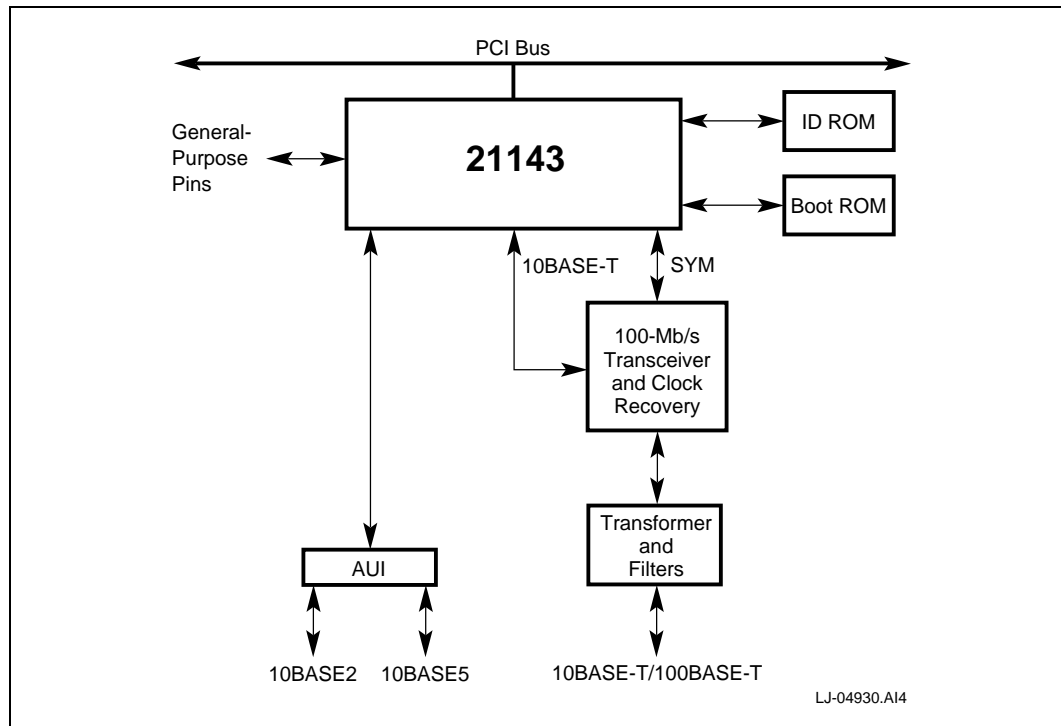 PCI Bus
General-
Purpose
Pins
21143
ID ROM
Boot ROM
10BASE-T
SYM
100-Mb/s
Transceiver
and Clock
Recovery
Transformer
and
Filters
AUI
10BASE2
10BASE5
10BASE-T/100BASE-T
LJ-04930.AI4